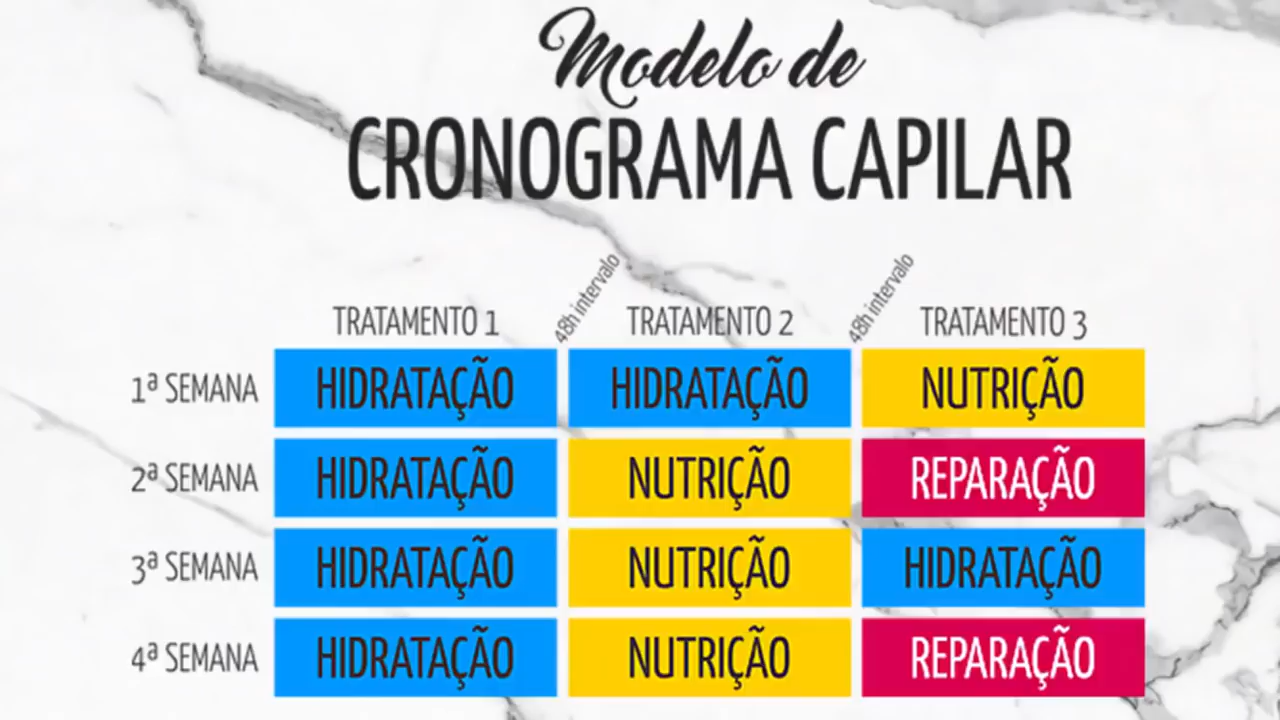 Modelo de
CRONOGRAMA CAPILAR
48h intervalo
48h intervalo
TRATAMENTO 1 TRATAMENTO 2 TRATAMENTO 3
1ª SEMANA HIDRATAÇÃO HIDRATAÇÃO NUTRIÇÃO
2ª SEMANA HIDRATAÇÃO NUTRIÇÃO REPARAÇÃO
3ª SEMANA HIDRATAÇÃO NUTRIÇÃO HIDRATAÇÃO
4ª SEMANA HIDRATAÇÃO NUTRIÇÃO REPARAÇÃO